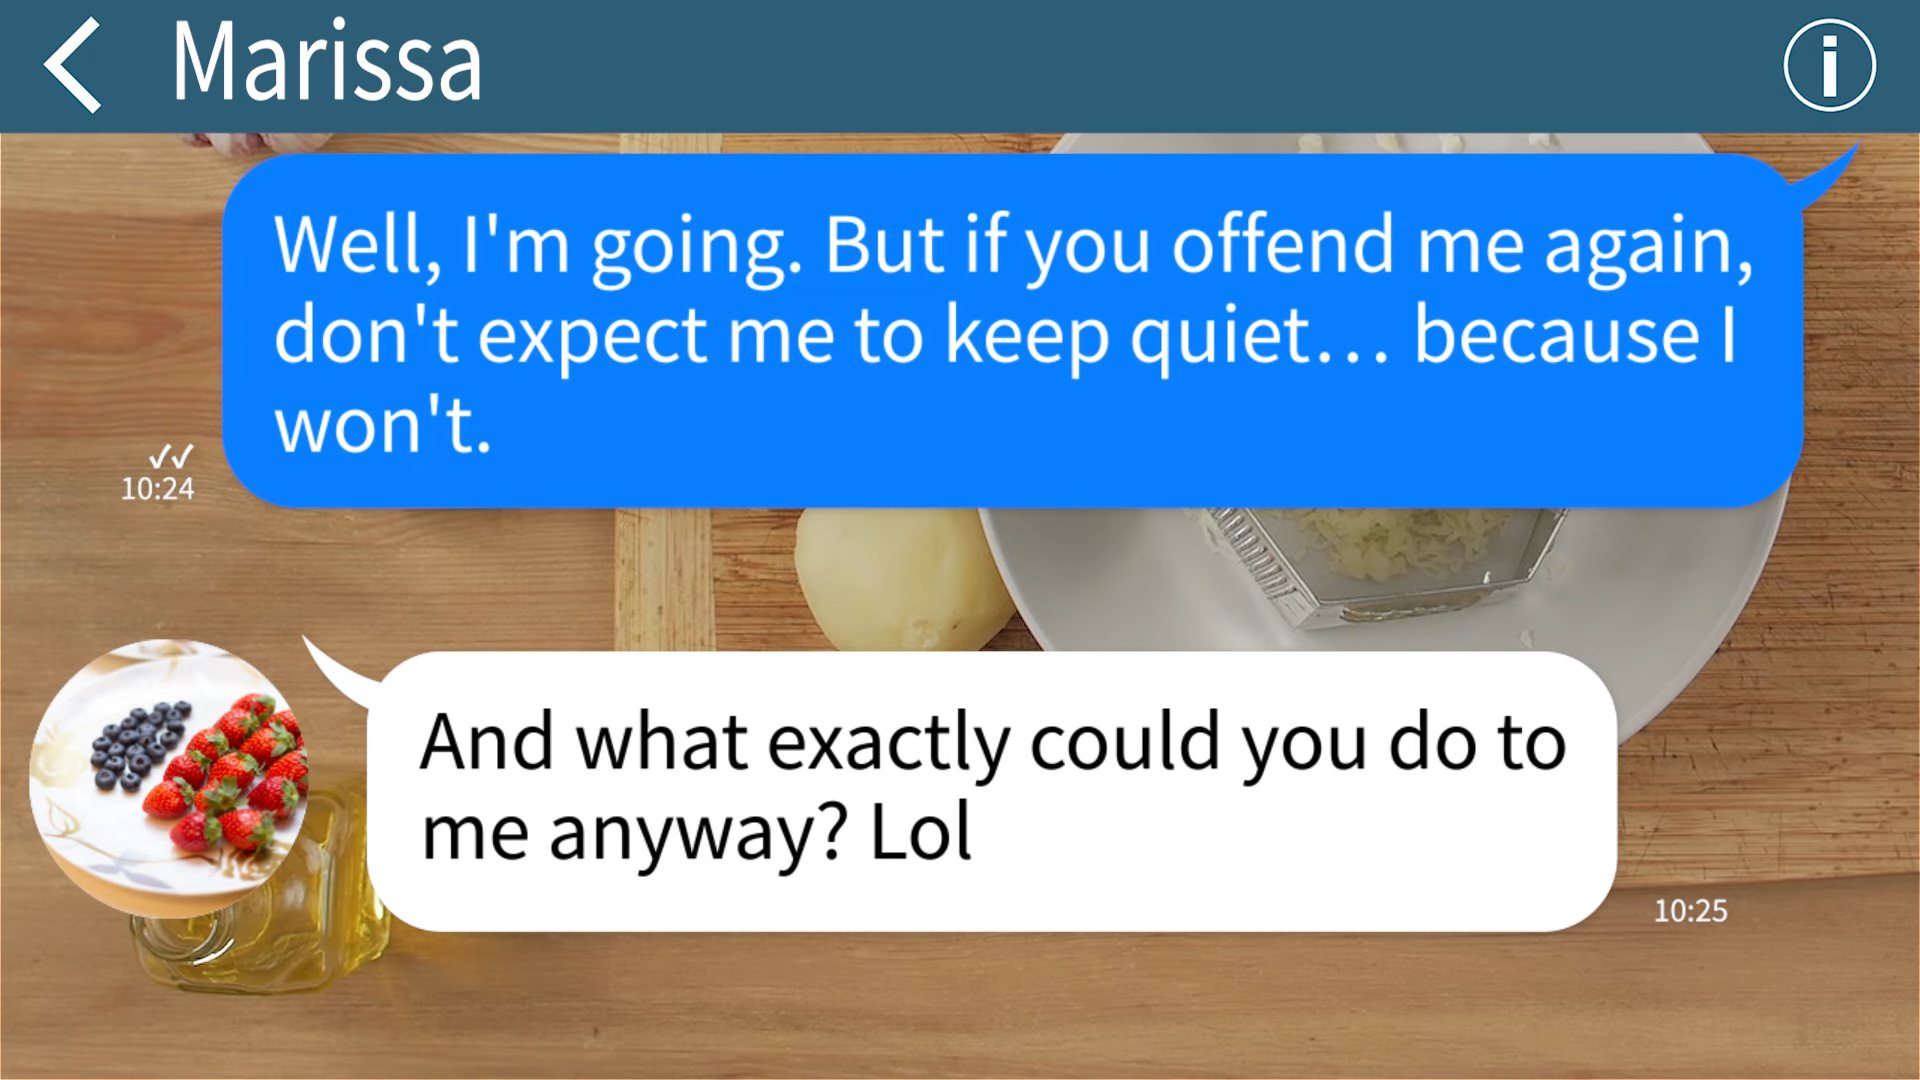 Marissa
Well, I'm going. But if you offend me again,
don't expect me to keep quiet… because I
won't.
10:24
And what exactly could you do to
me anyway? Lol
10:25